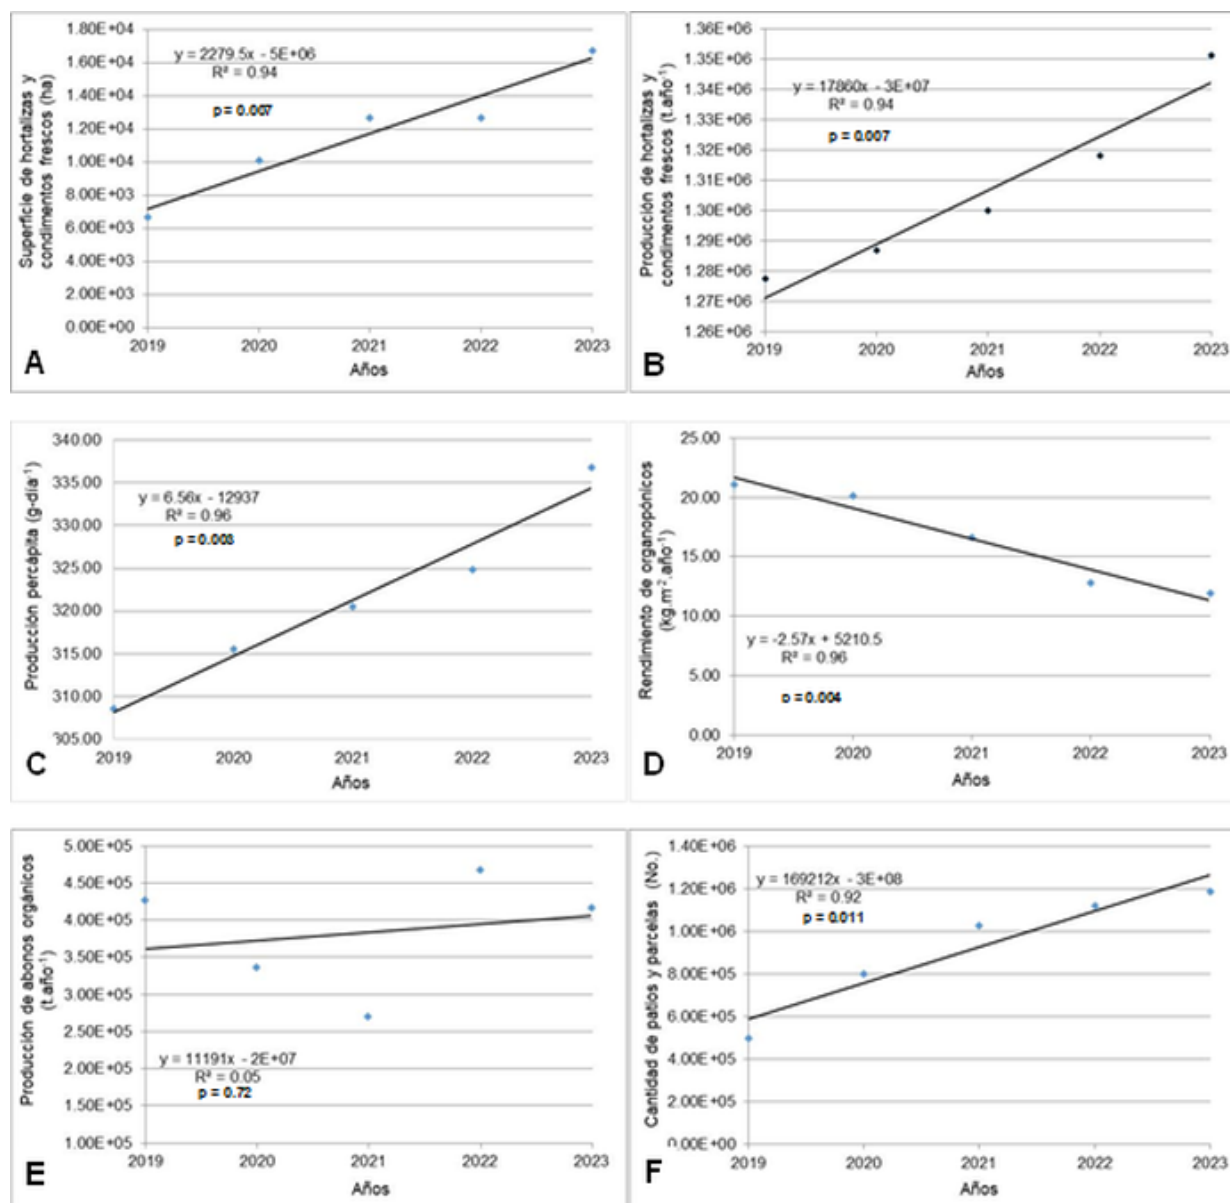 Superficie de hortalizas y
condimentos frescos (ha)
1.80E+04
1.60E+04
1.40E+04
1.20E+04
1.00E+04
8.00E+03
6.00E+03
4.00E+03
2.00E+03
0.00E+00
y = 2279.5x - 5E+06
R² = 0.94
p = 0.007
2019 2020 2021 2022 2023
Años
A
Producción de hortalizas y
condimentos frescos (t.año⁻¹)
1.36E+06
1.35E+06
1.34E+06
1.33E+06
1.32E+06
1.31E+06
1.30E+06
1.29E+06
1.28E+06
1.27E+06
1.26E+06
y = 17860x - 3E+07
R² = 0.94
p = 0.007
2019 2020 2021 2022 2023
Años
B
Producción percápita (g-día⁻¹)
340.00
335.00
330.00
325.00
320.00
315.00
310.00
305.00
y = 6.56x - 12937
R² = 0.96
p = 0.003
2019 2020 2021 2022 2023
Años
C
Rendimiento de organopónicos
(kg.m⁻².año⁻¹)
25.00
20.00
15.00
10.00
5.00
0.00
y = -2.57x + 5210.5
R² = 0.96
p = 0.004
2019 2020 2021 2022 2023
Años
D
Producción de abonos orgánicos
(t.año⁻¹)
5.00E+05
4.50E+05
4.00E+05
3.50E+05
3.00E+05
2.50E+05
2.00E+05
1.50E+05
1.00E+05
y = 11191x - 2E+07
R² = 0.05
p = 0.72
2019 2020 2021 2022 2023
Años
E
Cantidad de patios y parcelas (No.)
1.40E+06
1.20E+06
1.00E+06
8.00E+05
6.00E+05
4.00E+05
2.00E+05
0.00E+00
y = 169212x - 3E+08
R² = 0.92
p = 0.011
2019 2020 2021 2022 2023
Años
F